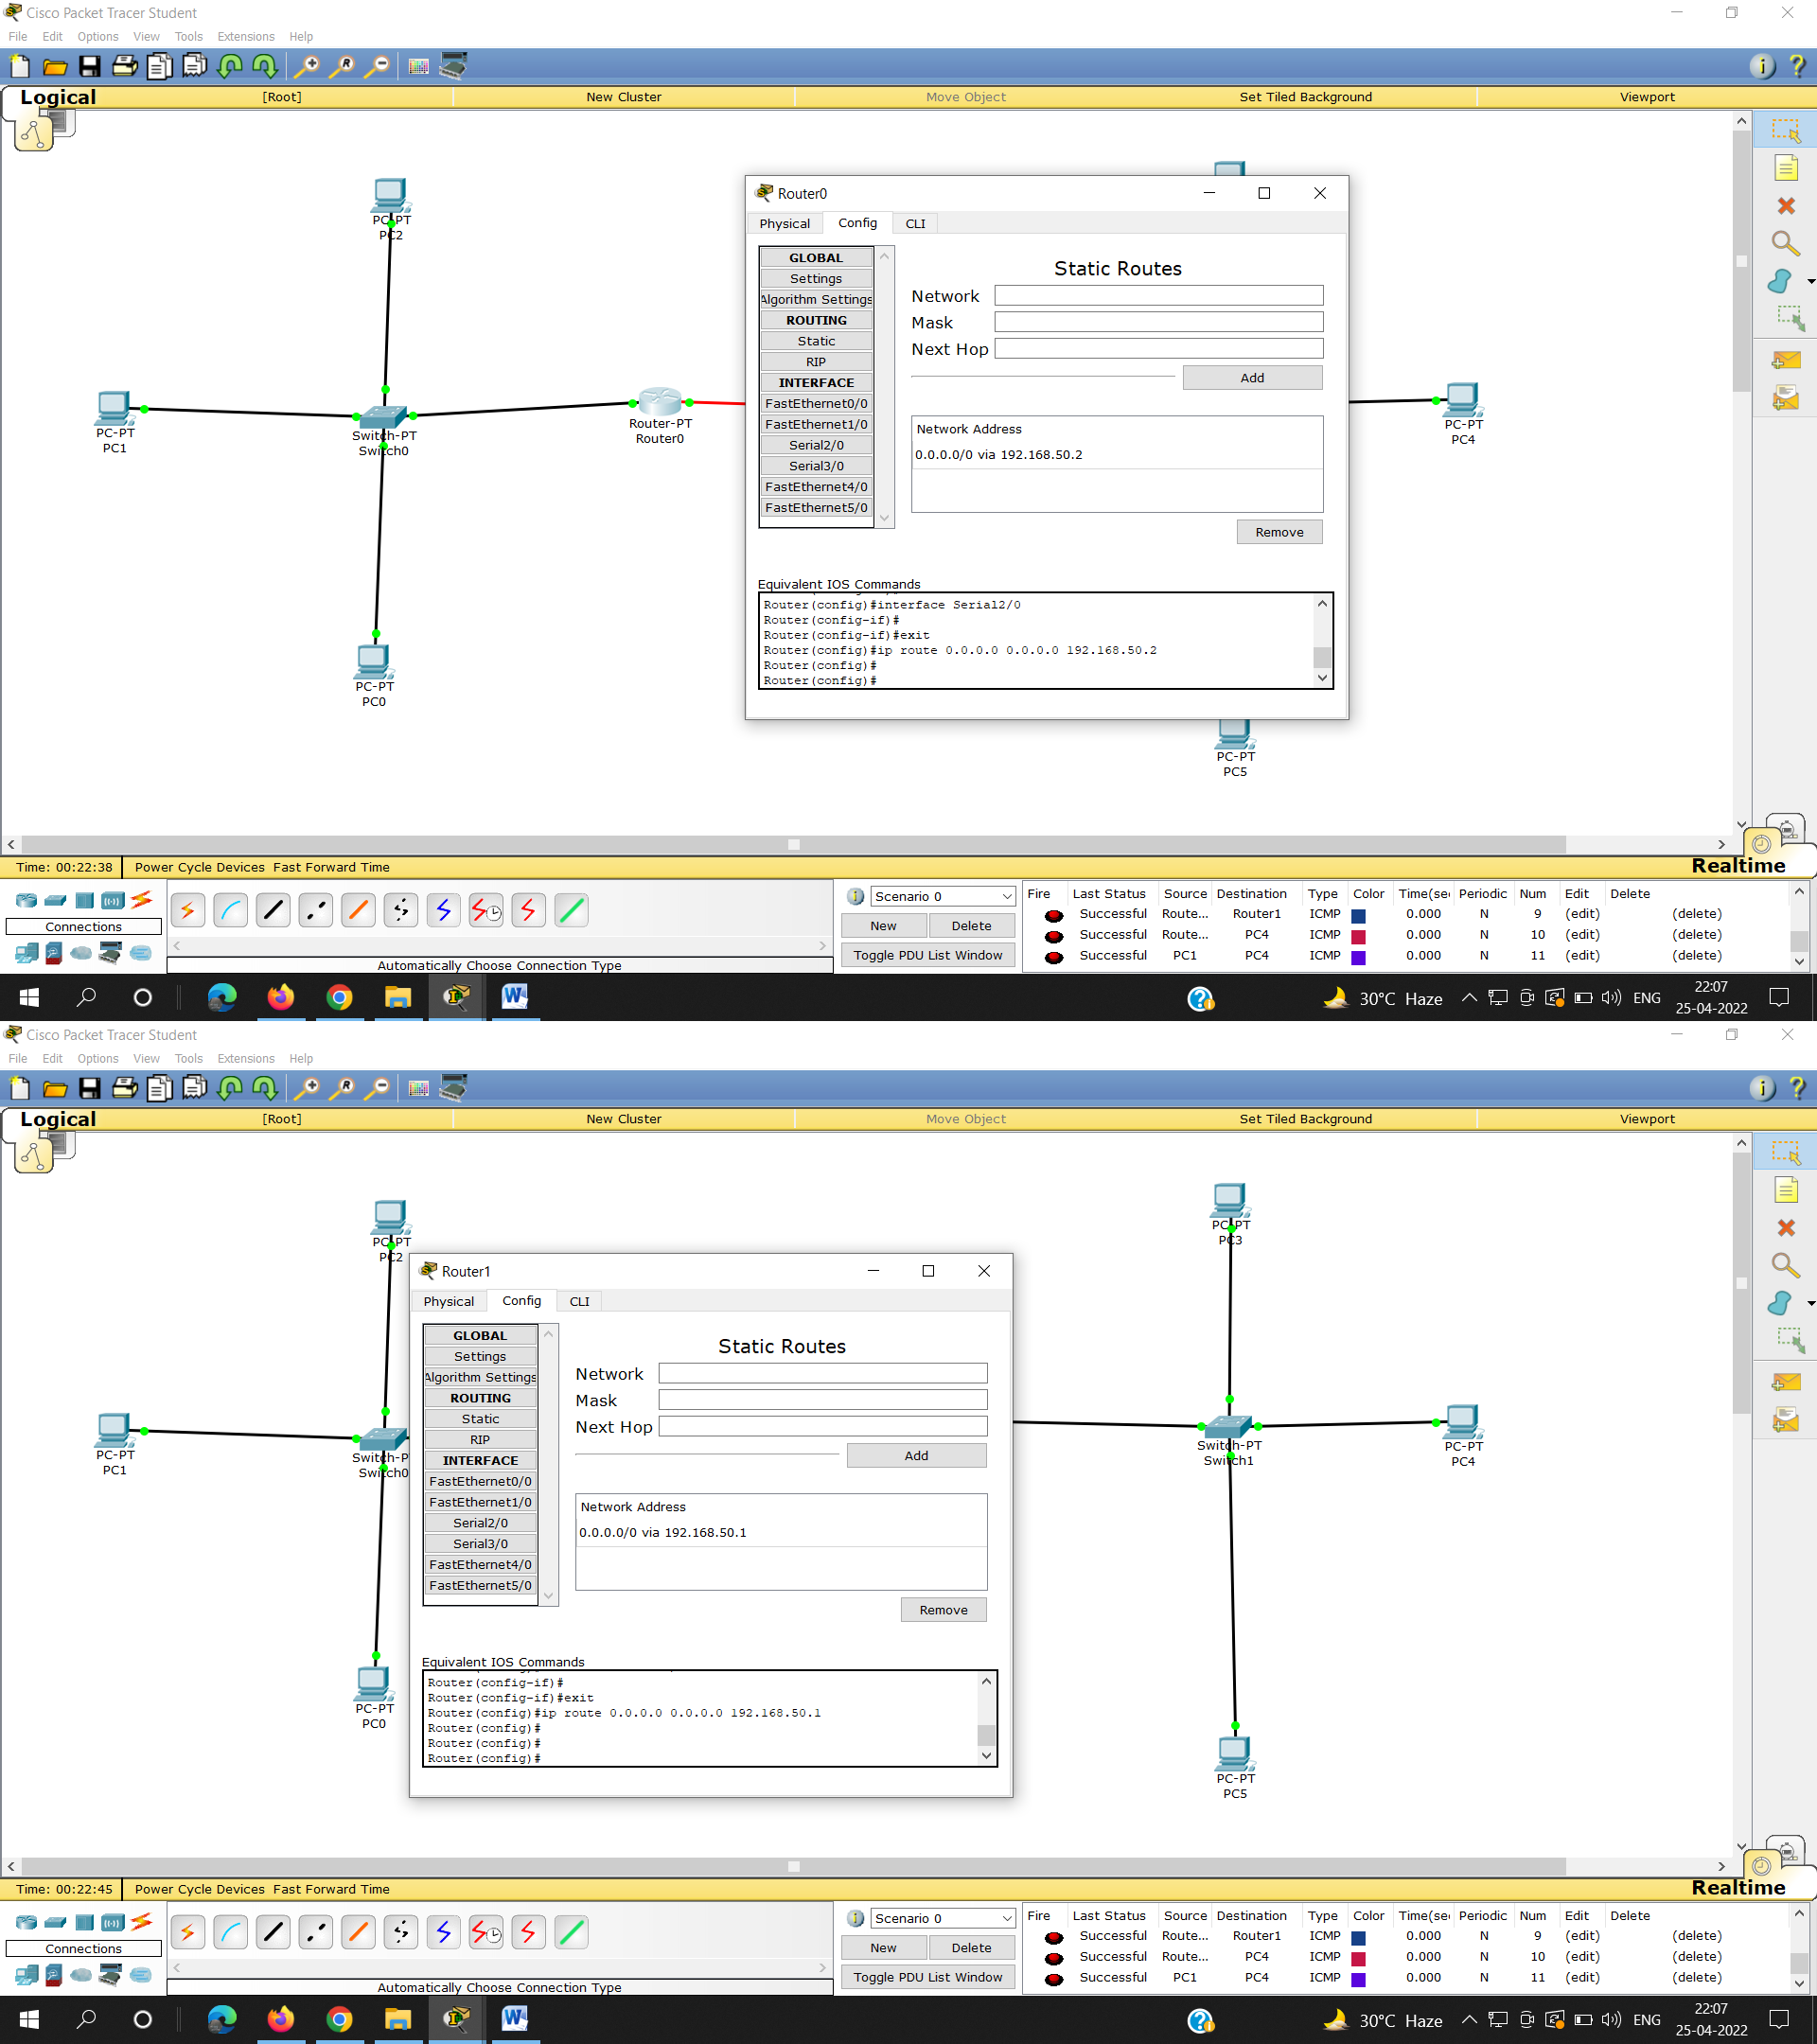 Cisco Packet Tracer Student
File Edit Options View Tools Extensions Help
Logical [Root] New Cluster Move Object Set Tiled Background Viewport
PC-PT
PC2
PC-PT
PC1
Switch-PT
Switch0
Router-PT
Router0
PC-PT
PC0
PC-PT
PC4
PC-PT
PC5
Router0
Physical Config CLI
GLOBAL
Settings
Algorithm Settings
ROUTING
Static
RIP
INTERFACE
FastEthernet0/0
FastEthernet1/0
Serial2/0
Serial3/0
FastEthernet4/0
FastEthernet5/0
Static Routes
Network
Mask
Next Hop
Add
Network Address
0.0.0.0/0 via 192.168.50.2
Remove
Equivalent IOS Commands
Router(config)#interface Serial2/0
Router(config-if)#
Router(config-if)#exit
Router(config)#ip route 0.0.0.0 0.0.0.0 192.168.50.2
Router(config)#
Router(config)#
Time: 00:22:38 Power Cycle Devices Fast Forward Time Realtime
Connections
Automatically Choose Connection Type
Scenario 0
New Delete
Toggle PDU List Window
Fire Last Status Source Destination Type Color Time(sec Periodic Num Edit Delete
Successful Route... Router1 ICMP 0.000 N 9 (edit) (delete)
Successful Route... PC4 ICMP 0.000 N 10 (edit) (delete)
Successful PC1 PC4 ICMP 0.000 N 11 (edit) (delete)
30°C Haze ENG 22:07
25-04-2022
Cisco Packet Tracer Student
File Edit Options View Tools Extensions Help
Logical [Root] New Cluster Move Object Set Tiled Background Viewport
PC-PT
PC2
PC-PT
PC1
Switch-P
Switch0
PC-PT
PC0
PC-PT
PC3
Switch-PT
Switch1
PC-PT
PC4
PC-PT
PC5
Router1
Physical Config CLI
GLOBAL
Settings
Algorithm Settings
ROUTING
Static
RIP
INTERFACE
FastEthernet0/0
FastEthernet1/0
Serial2/0
Serial3/0
FastEthernet4/0
FastEthernet5/0
Static Routes
Network
Mask
Next Hop
Add
Network Address
0.0.0.0/0 via 192.168.50.1
Remove
Equivalent IOS Commands
Router(config-if)#
Router(config-if)#exit
Router(config)#ip route 0.0.0.0 0.0.0.0 192.168.50.1
Router(config)#
Router(config)#
Router(config)#
Time: 00:22:45 Power Cycle Devices Fast Forward Time Realtime
Connections
Automatically Choose Connection Type
Scenario 0
New Delete
Toggle PDU List Window
Fire Last Status Source Destination Type Color Time(sec Periodic Num Edit Delete
Successful Route... Router1 ICMP 0.000 N 9 (edit) (delete)
Successful Route... PC4 ICMP 0.000 N 10 (edit) (delete)
Successful PC1 PC4 ICMP 0.000 N 11 (edit) (delete)
30°C Haze ENG 22:07
25-04-2022